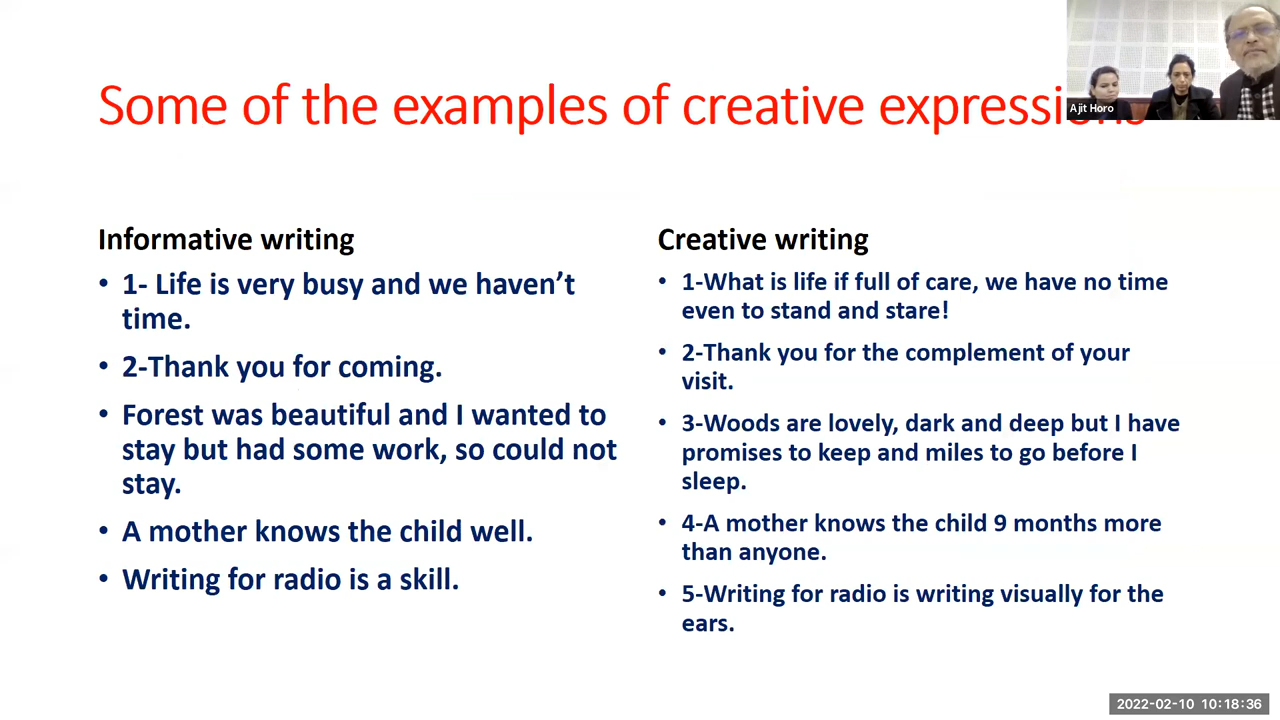 Some of the examples of creative expressions
Ajit Horo
Informative writing
• 1- Life is very busy and we haven’t
time.
• 2-Thank you for coming.
• Forest was beautiful and I wanted to
stay but had some work, so could not
stay.
• A mother knows the child well.
• Writing for radio is a skill.
Creative writing
• 1-What is life if full of care, we have no time
even to stand and stare!
• 2-Thank you for the complement of your
visit.
• 3-Woods are lovely, dark and deep but I have
promises to keep and miles to go before I
sleep.
• 4-A mother knows the child 9 months more
than anyone.
• 5-Writing for radio is writing visually for the
ears.
2022-02-10 10:18:36